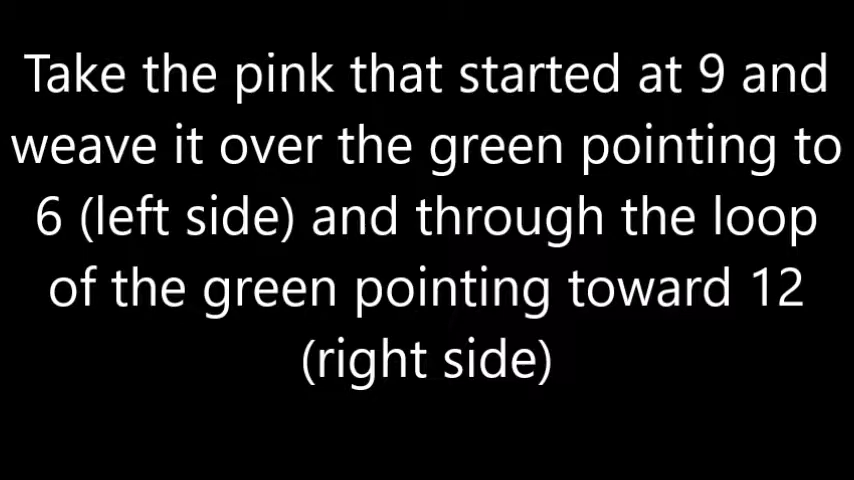 Take the pink that started at 9 and
weave it over the green pointing to
6 (left side) and through the loop
of the green pointing toward 12
(right side)